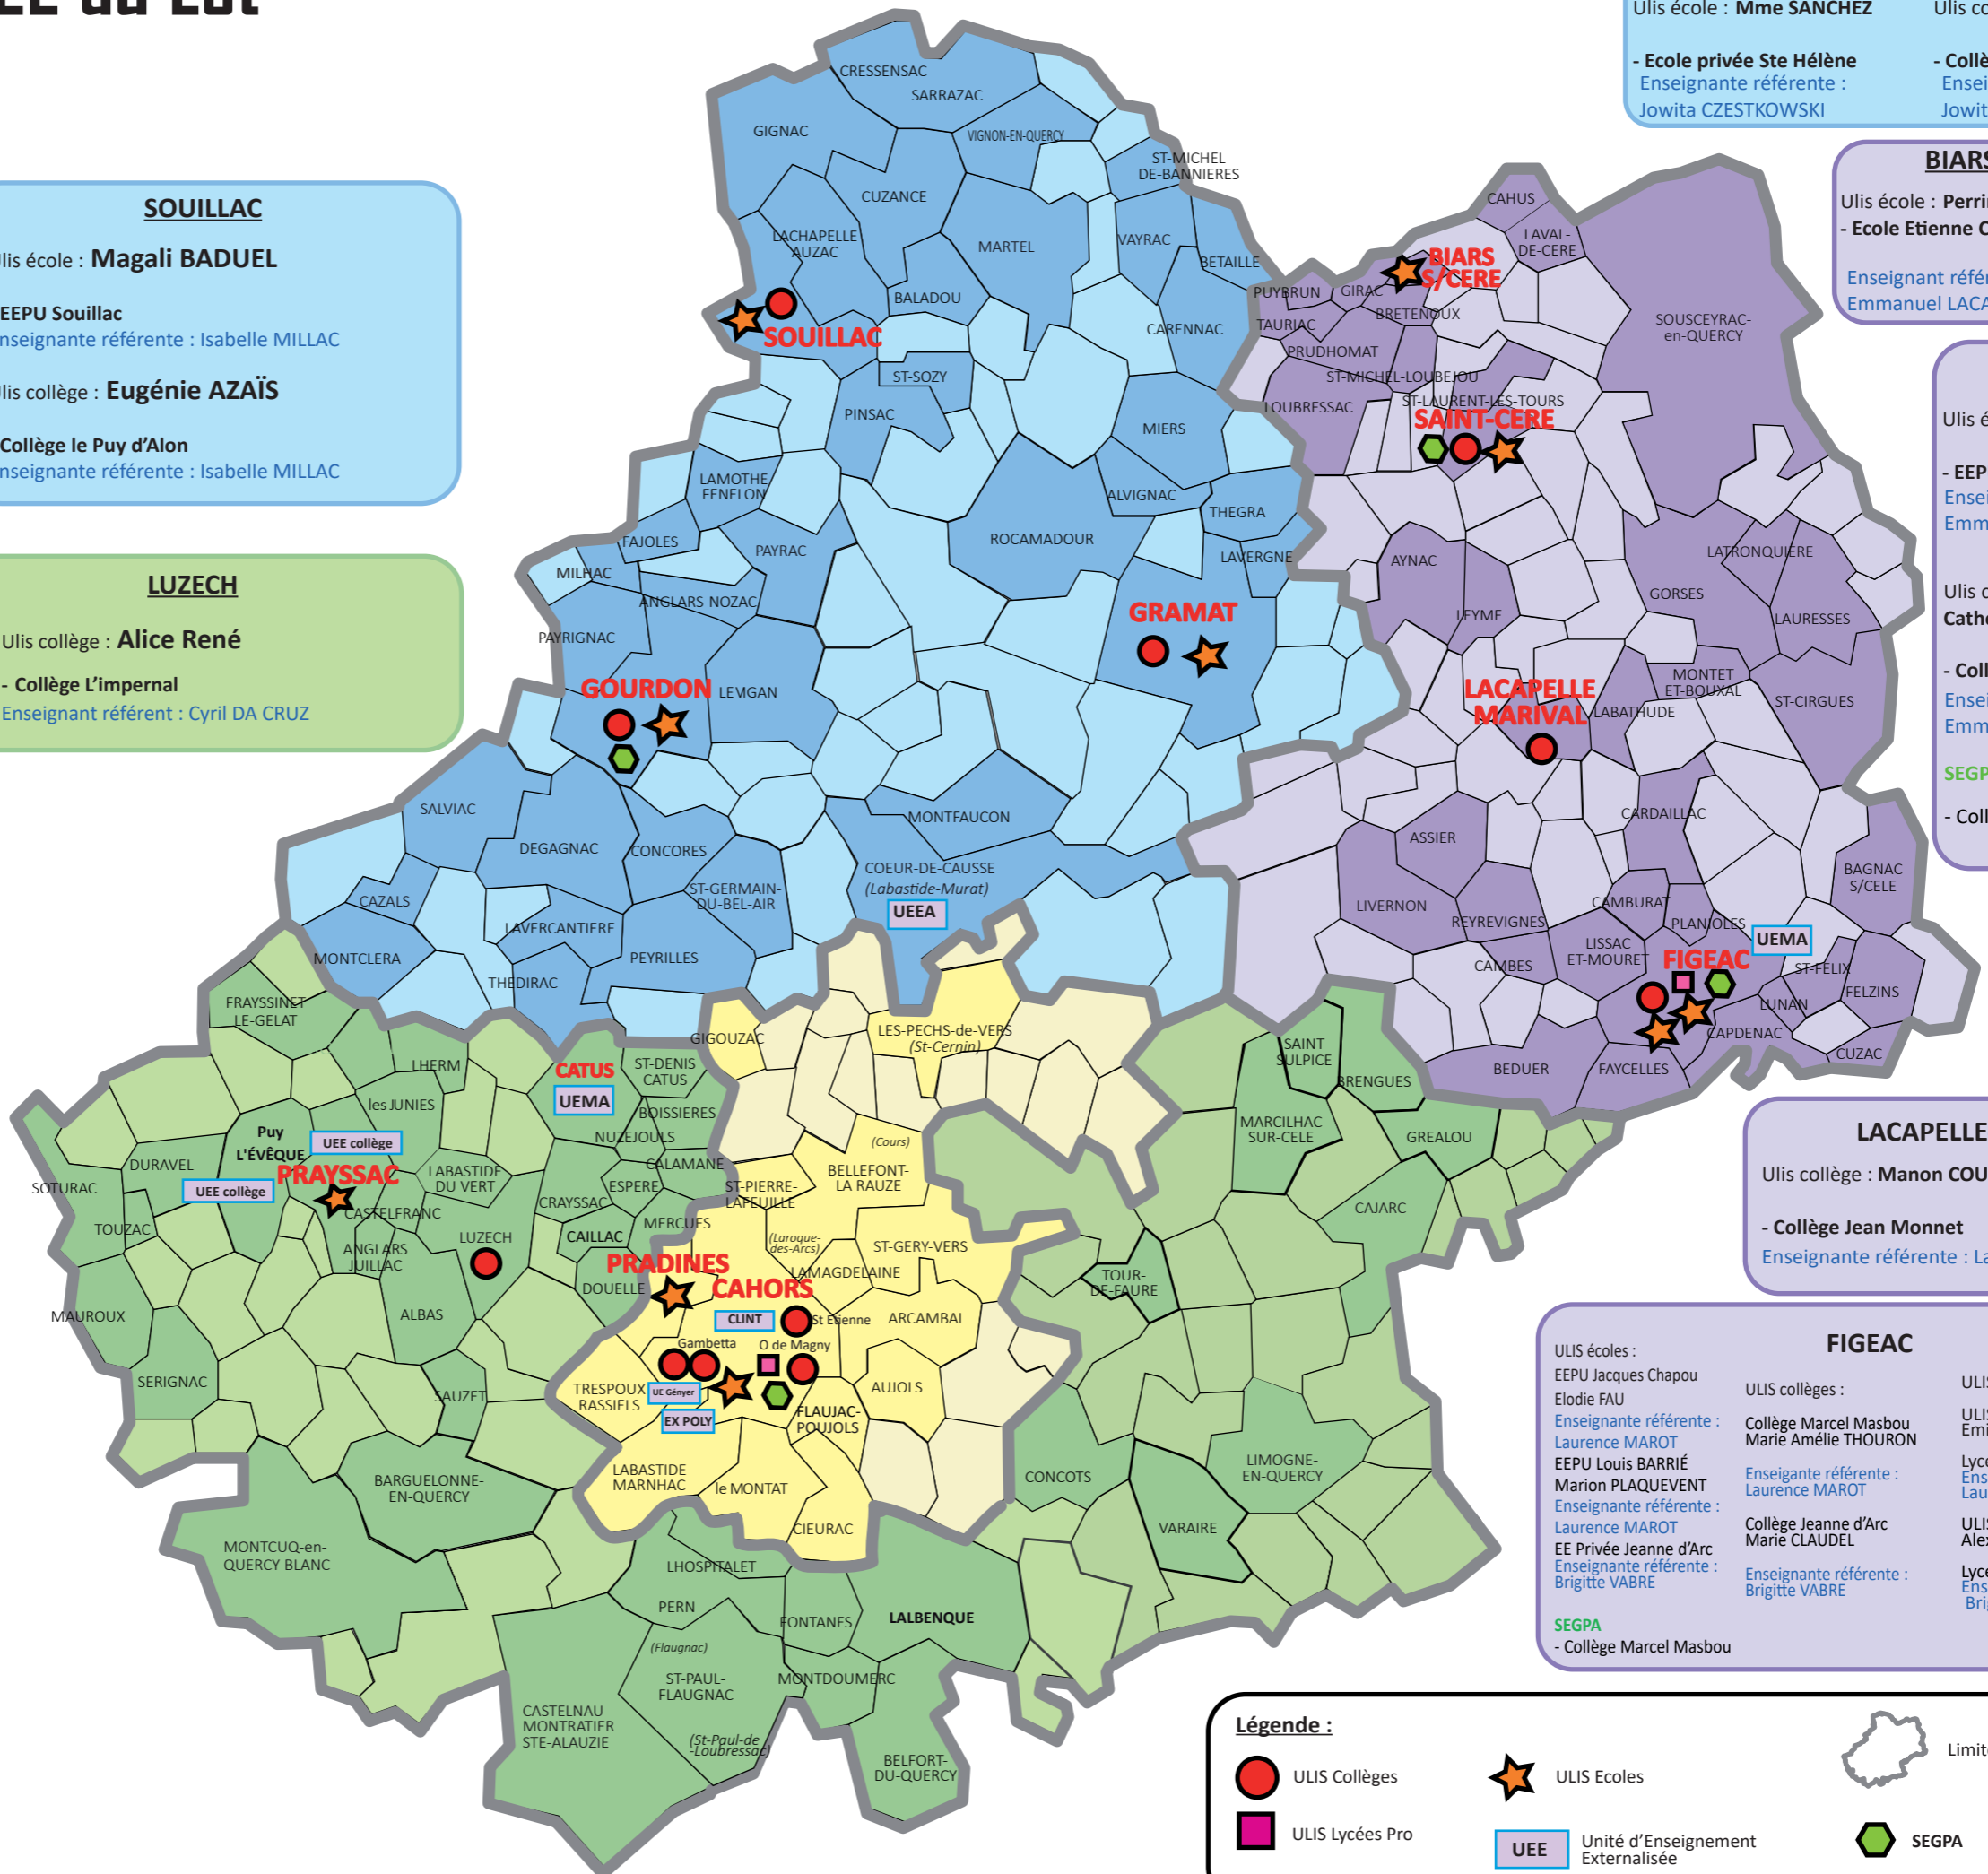 SOUILLAC
Ulis école : Magali BADUEL
EEPU Souillac
Enseignante référente : Isabelle MILLAC
Ulis collège : Eugénie AZAÏS
Collège le Puy d'Alon
Enseignante référente : Isabelle MILLAC
LUZECH
Ulis collège : Alice René
- Collège L'impernal
Enseignant référent : Cyril DA CRUZ
Ulis école : Mme SANCHEZ
- Ecole privée Ste Hélène
Enseignante référente :
Jowita CZESTKOWSKI
Ulis école :
- Ecole Etienne
Emmanuel
Ulis
SEGPA
LACAPELLE
Ulis collège : Manon
- Collège Jean Monnet
Enseignante référente :
FIGEAC
ULIS écoles :
EEPU Jacques Chapou
Elodie FAU
Enseignante référente :
Laurence MAROT
EEPU Louis BARRIÉ
Marion PLAQUEVENT
Enseignante référente :
Laurence MAROT
EE Privée Jeanne d'Arc
Enseignante référente :
Brigitte VABRE
SEGPA
- Collège Marcel Masbou
ULIS collèges :
Collège Marcel Masbou
Marie Amélie THOURON
Enseigante référente :
Laurence MAROT
Collège Jeanne d'Arc
Marie CLAUDEL
Enseignante référente :
Brigitte VABRE
CRESSENSAC
SARRAZAC
GIGNAC
VIGNON-EN-QUERCY
ST-MICHEL
DE-BANNIERES
CUZANCE
LACHAPELLE
AUZAC
MARTEL
VAYRAC
BETAILLE
BALADOU
CARENNAC
SOUILLAC
ST-SOZY
PINSAC
MIERS
LAMOTHE
FENELON
ALVIGNAC
THEGRA
FAJOLES
PAYRAC
ROCAMADOUR
LAVERGNE
MILHAC
ANGLARS-NOZAC
PAYRIGNAC
GRAMAT
GOURDON
LEVIGAN
SALVIAC
DEGAGNAC
CONCORES
MONTFAUCON
COEUR-DE-CAUSSE
(Labastide-Murat)
UEEA
ST-GERMAIN-
DU-BEL-AIR
CAZALS
LAVERCANTIERE
MONTCLERA
PEYRILLES
THEDIRAC
CAHUS
LAVAL-
DE-CERE
BIARS
S/CERE
PUYBRUN
GIRAC
BRETENOUX
TAURIAC
PRUDHOMAT
ST-MICHEL-LOUBEJOU
LOUBRESSAC
ST-LAURENT-LES-TOURS
SAINT-CERE
SOUSCEYRAC-
en-QUERCY
AYNAC
LATRONQUIERE
GORSES
LEYME
LAURESSES
MONTET
ET-BOUXAL
LACAPELLE
MARIVAL
LABATHUDE
ST-CIRGUES
CARDAILLAC
ASSIER
BAGNAC
S/CELE
LIVERNON
REYREVIGNES
CAMBURAT
PLANIOLES
LISSAC
ET-MOURET
UEMA
CAMBES
FIGEAC
ST-FELIX
FELZINS
LUNAN
CAPDENAC
CUZAC
BEDUER
FAYCELLES
FRAYSSINET
LE-GELAT
GIGOUZAC
LES-PECHS-de-VERS
(St-Cernin)
LHERM
CATUS
UEMA
ST-DENIS
CATUS
BOISSIERES
les JUNIES
NUZEJOULS
Puy
L'ÉVÊQUE
UEE collège
DURAVEL
PRAYSSAC
UEE collège
LABASTIDE
DU VERT
CALAMANE
ESPERE
CRAYSSAC
SOTURAC
TOUZAC
CASTELFRANC
ANGLARS
JUILLAC
LUZECH
MERCUES
CAILLAC
DOUELLE
MAUROUX
ALBAS
SERIGNAC
SAUZET
(Cours)
BELLEFONT-
LA RAUZE
ST-PIERRE-
LAFEUILLE
(Laroque-
des-Arcs)
ST-GERY-VERS
LAMAGDELAINE
PRADINES
CAHORS
CLINT
St Etienne
ARCAMBAL
Gambetta
O de Magny
TRESPOUX
RASSIELS
UE Gényer
EX POLY
AUJOLS
FLAUJAC-
POUJOLS
LABASTIDE
MARNHAC
le MONTAT
CIEURAC
SAINT
SULPICE
BRENGUES
MARCILHAC
SUR-CELE
GREALOU
CAJARC
TOUR-
DE-FAURE
LIMOGNE-
EN-QUERCY
CONCOTS
VARAIRE
BARGUELONNE-
EN-QUERCY
MONTCUQ-en-
QUERCY-BLANC
LHOSPITALET
PERN
FONTANES
LALBENQUE
(Flaugnac)
ST-PAUL-
FLAUGNAC
MONTDOUMERC
CASTELNAU
MONTRATIER
STE-ALAUZIE
(St-Paul-de
-Loubressac)
BELFORT-
DU-QUERCY
Légende :
ULIS Collèges
ULIS Ecoles
ULIS Lycées Pro
UEE
Unité d'Enseignement
Externalisée
SEGPA